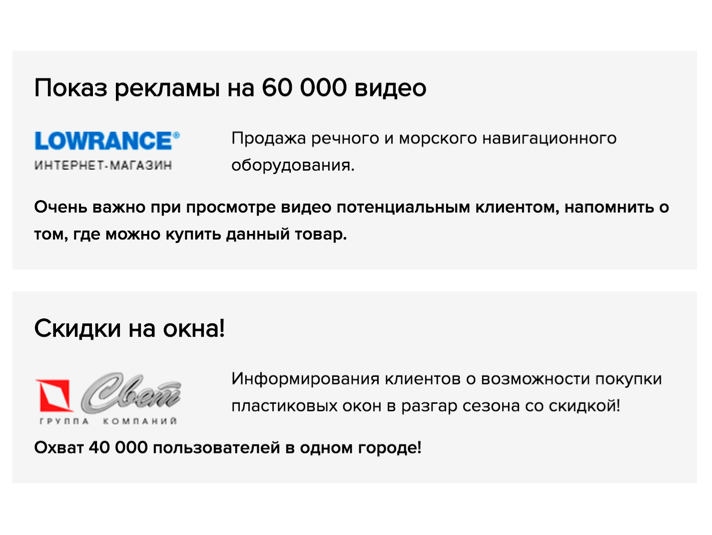 Показ рекламы на 60 000 видео
LOWRANCE®
ИНТЕРНЕТ-МАГАЗИН
Продажа речного и морского навигационного
оборудования.
Очень важно при просмотре видео потенциальным клиентом, напомнить о
том, где можно купить данный товар.
Скидки на окна!
Свет
ГРУППА КОМПАНИЙ
Информирования клиентов о возможности покупки
пластиковых окон в разгар сезона со скидкой!
Охват 40 000 пользователей в одном городе!